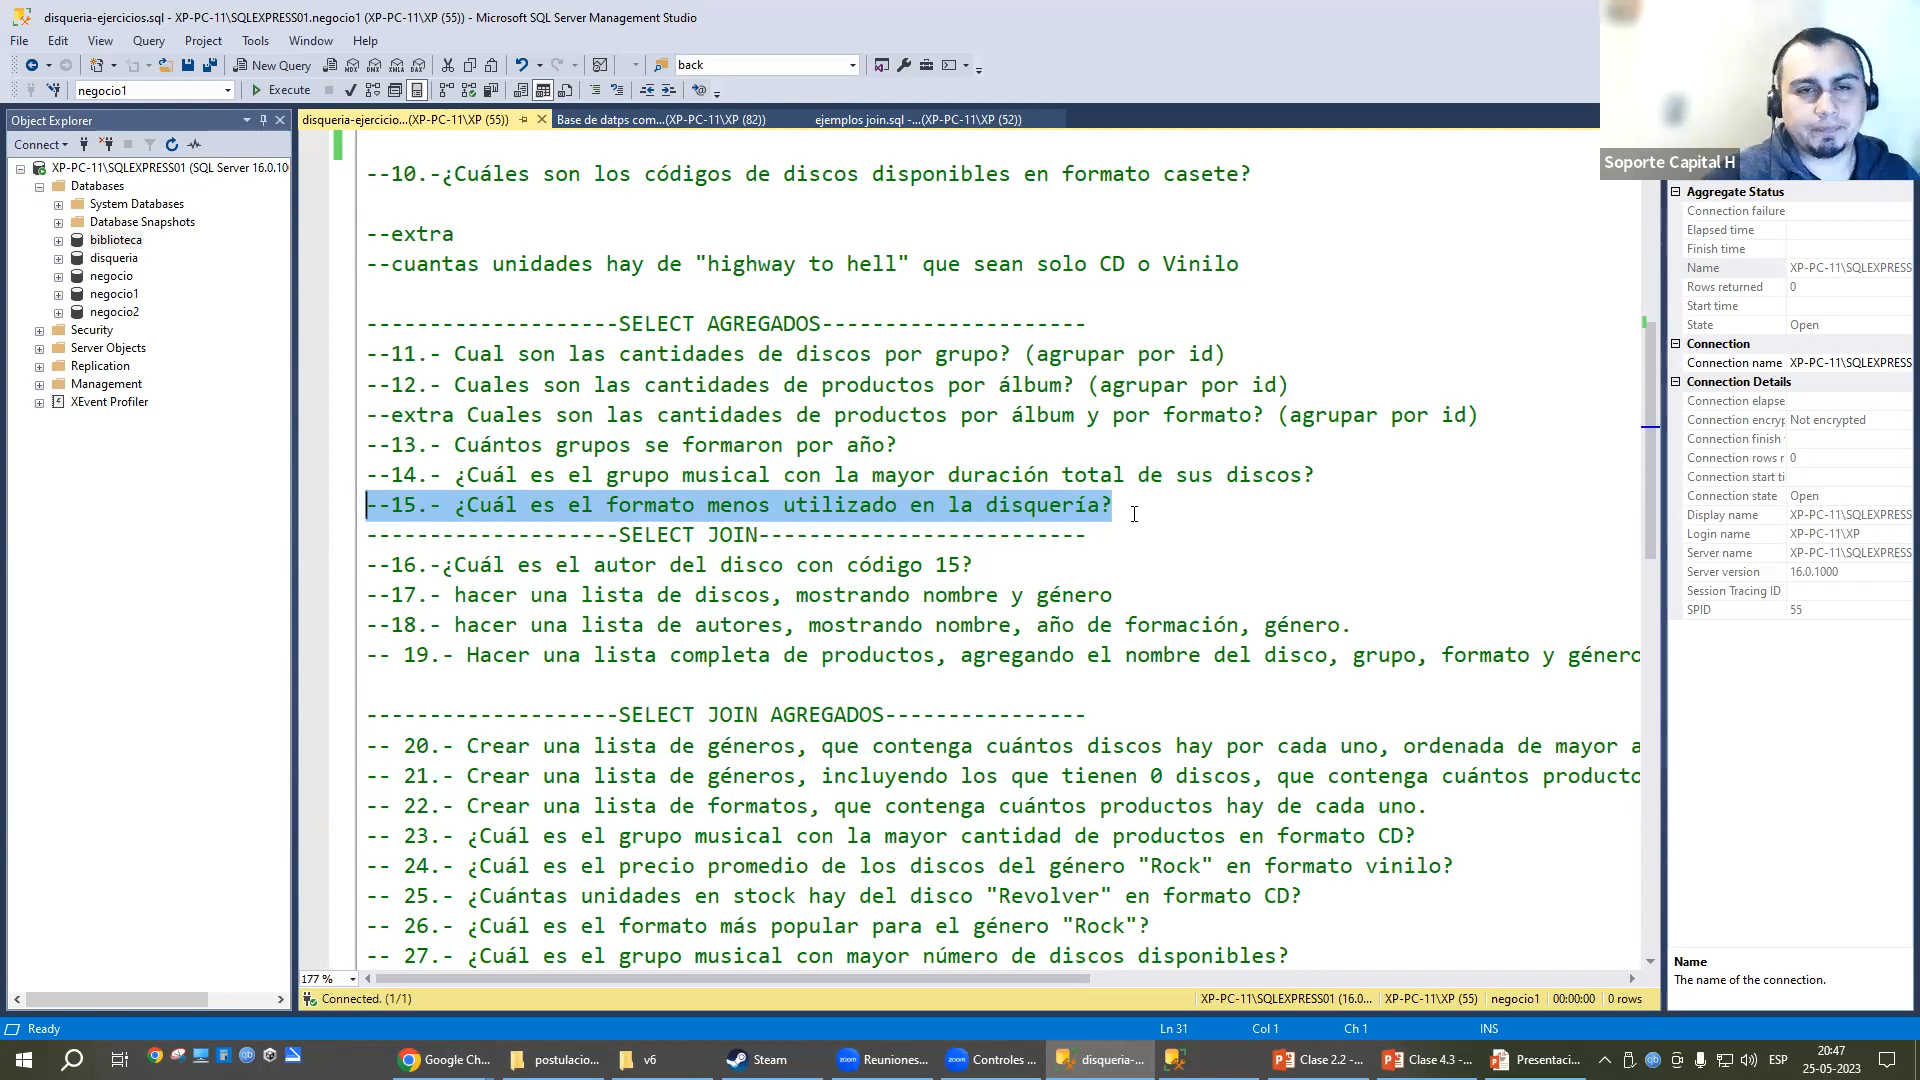 disqueria-ejercicios.sql - XP-PC-11\SQLEXPRESS01.negocio1 (XP-PC-11\XP (55)) - Microsoft SQL Server Management Studio
File Edit View Query Project Tools Window Help
New Query back
negocio1 Execute
Object Explorer
disqueria-ejercicio...(XP-PC-11\XP (55)) Base de datps com...(XP-PC-11\XP (82)) ejemplos join.sql -...(XP-PC-11\XP (52))
Connect
XP-PC-11\SQLEXPRESS01 (SQL Server 16.0.10
Databases
System Databases
Database Snapshots
biblioteca
disqueria
negocio
negocio1
negocio2
Security
Server Objects
Replication
Management
XEvent Profiler
--10.-¿Cuáles son los códigos de discos disponibles en formato casete?
--extra
--cuantas unidades hay de "highway to hell" que sean solo CD o Vinilo
--------------------SELECT AGREGADOS---------------------
--11.- Cual son las cantidades de discos por grupo? (agrupar por id)
--12.- Cuales son las cantidades de productos por álbum? (agrupar por id)
--extra Cuales son las cantidades de productos por álbum y por formato? (agrupar por id)
--13.- Cuántos grupos se formaron por año?
--14.- ¿Cuál es el grupo musical con la mayor duración total de sus discos?
--15.- ¿Cuál es el formato menos utilizado en la disquería?
--------------------SELECT JOIN--------------------------
--16.-¿Cuál es el autor del disco con código 15?
--17.- hacer una lista de discos, mostrando nombre y género
--18.- hacer una lista de autores, mostrando nombre, año de formación, género.
-- 19.- Hacer una lista completa de productos, agregando el nombre del disco, grupo, formato y género
--------------------SELECT JOIN AGREGADOS----------------
-- 20.- Crear una lista de géneros, que contenga cuántos discos hay por cada uno, ordenada de mayor a
-- 21.- Crear una lista de géneros, incluyendo los que tienen 0 discos, que contenga cuántos producto
-- 22.- Crear una lista de formatos, que contenga cuántos productos hay de cada uno.
-- 23.- ¿Cuál es el grupo musical con la mayor cantidad de productos en formato CD?
-- 24.- ¿Cuál es el precio promedio de los discos del género "Rock" en formato vinilo?
-- 25.- ¿Cuántas unidades en stock hay del disco "Revolver" en formato CD?
-- 26.- ¿Cuál es el formato más popular para el género "Rock"?
-- 27.- ¿Cuál es el grupo musical con mayor número de discos disponibles?
177 %
Connected. (1/1) XP-PC-11\SQLEXPRESS01 (16.0... XP-PC-11\XP (55) negocio1 00:00:00 0 rows
Soporte Capital H
Aggregate Status
Connection failure
Elapsed time
Finish time
Name XP-PC-11\SQLEXPRESS
Rows returned 0
Start time
State Open
Connection
Connection name XP-PC-11\SQLEXPRESS
Connection Details
Connection elapse
Connection encryp Not encrypted
Connection finish
Connection rows r 0
Connection start ti
Connection state Open
Display name XP-PC-11\SQLEXPRESS
Login name XP-PC-11\XP
Server name XP-PC-11\SQLEXPRESS
Server version 16.0.1000
Session Tracing ID
SPID 55
Name
The name of the connection.
Ready Ln 31 Col 1 Ch 1 INS
Google Ch... postulacio... v6 Steam Reuniones... Controles ... disqueria-... Clase 2.2 -... Clase 4.3 -... Presentaci... ESP 20:47
25-05-2023